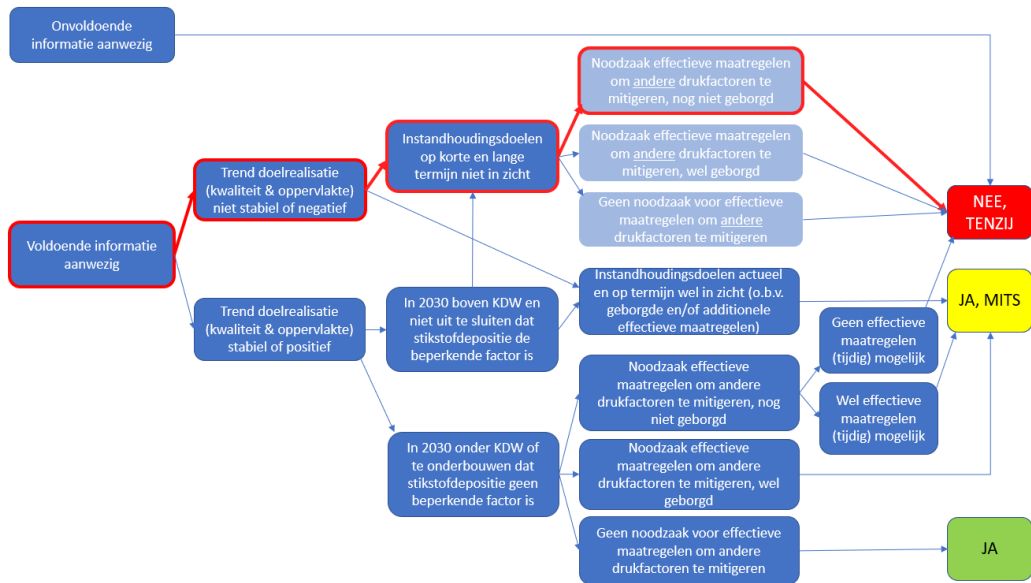 Onvoldoende
informatie aanwezig
Noodzaak effectieve maatregelen
om andere drukfactoren te
mitigeren, nog niet geborgd
Instandhoudingsdoelen
op korte en lange
termijn niet in zicht
Noodzaak effectieve maatregelen
om andere drukfactoren te
mitigeren, wel geborgd
Trend doelrealisatie
(kwaliteit & oppervlakte)
niet stabiel of negatief
Geen noodzaak voor effectieve
maatregelen om andere
drukfactoren te mitigeren
NEE,
TENZIJ
Voldoende informatie
aanwezig
Instandhoudingsdoelen actueel
en op termijn wel in zicht (o.b.v.
geborgde en/of additionele
effectieve maatregelen)
JA, MITS
Trend doelrealisatie
(kwaliteit & oppervlakte)
stabiel of positief
In 2030 boven KDW en
niet uit te sluiten dat
stikstofdepositie de
beperkende factor is
Geen effectieve
maatregelen
(tijdig) mogelijk
Noodzaak effectieve
maatregelen om andere
drukfactoren te mitigeren, nog
niet geborgd
Wel effectieve
maatregelen
(tijdig) mogelijk
In 2030 onder KDW of
te onderbouwen dat
stikstofdepositie geen
beperkende factor is
Noodzaak effectieve
maatregelen om andere
drukfactoren te mitigeren, wel
geborgd
Geen noodzaak voor effectieve
maatregelen om andere
drukfactoren te mitigeren
JA